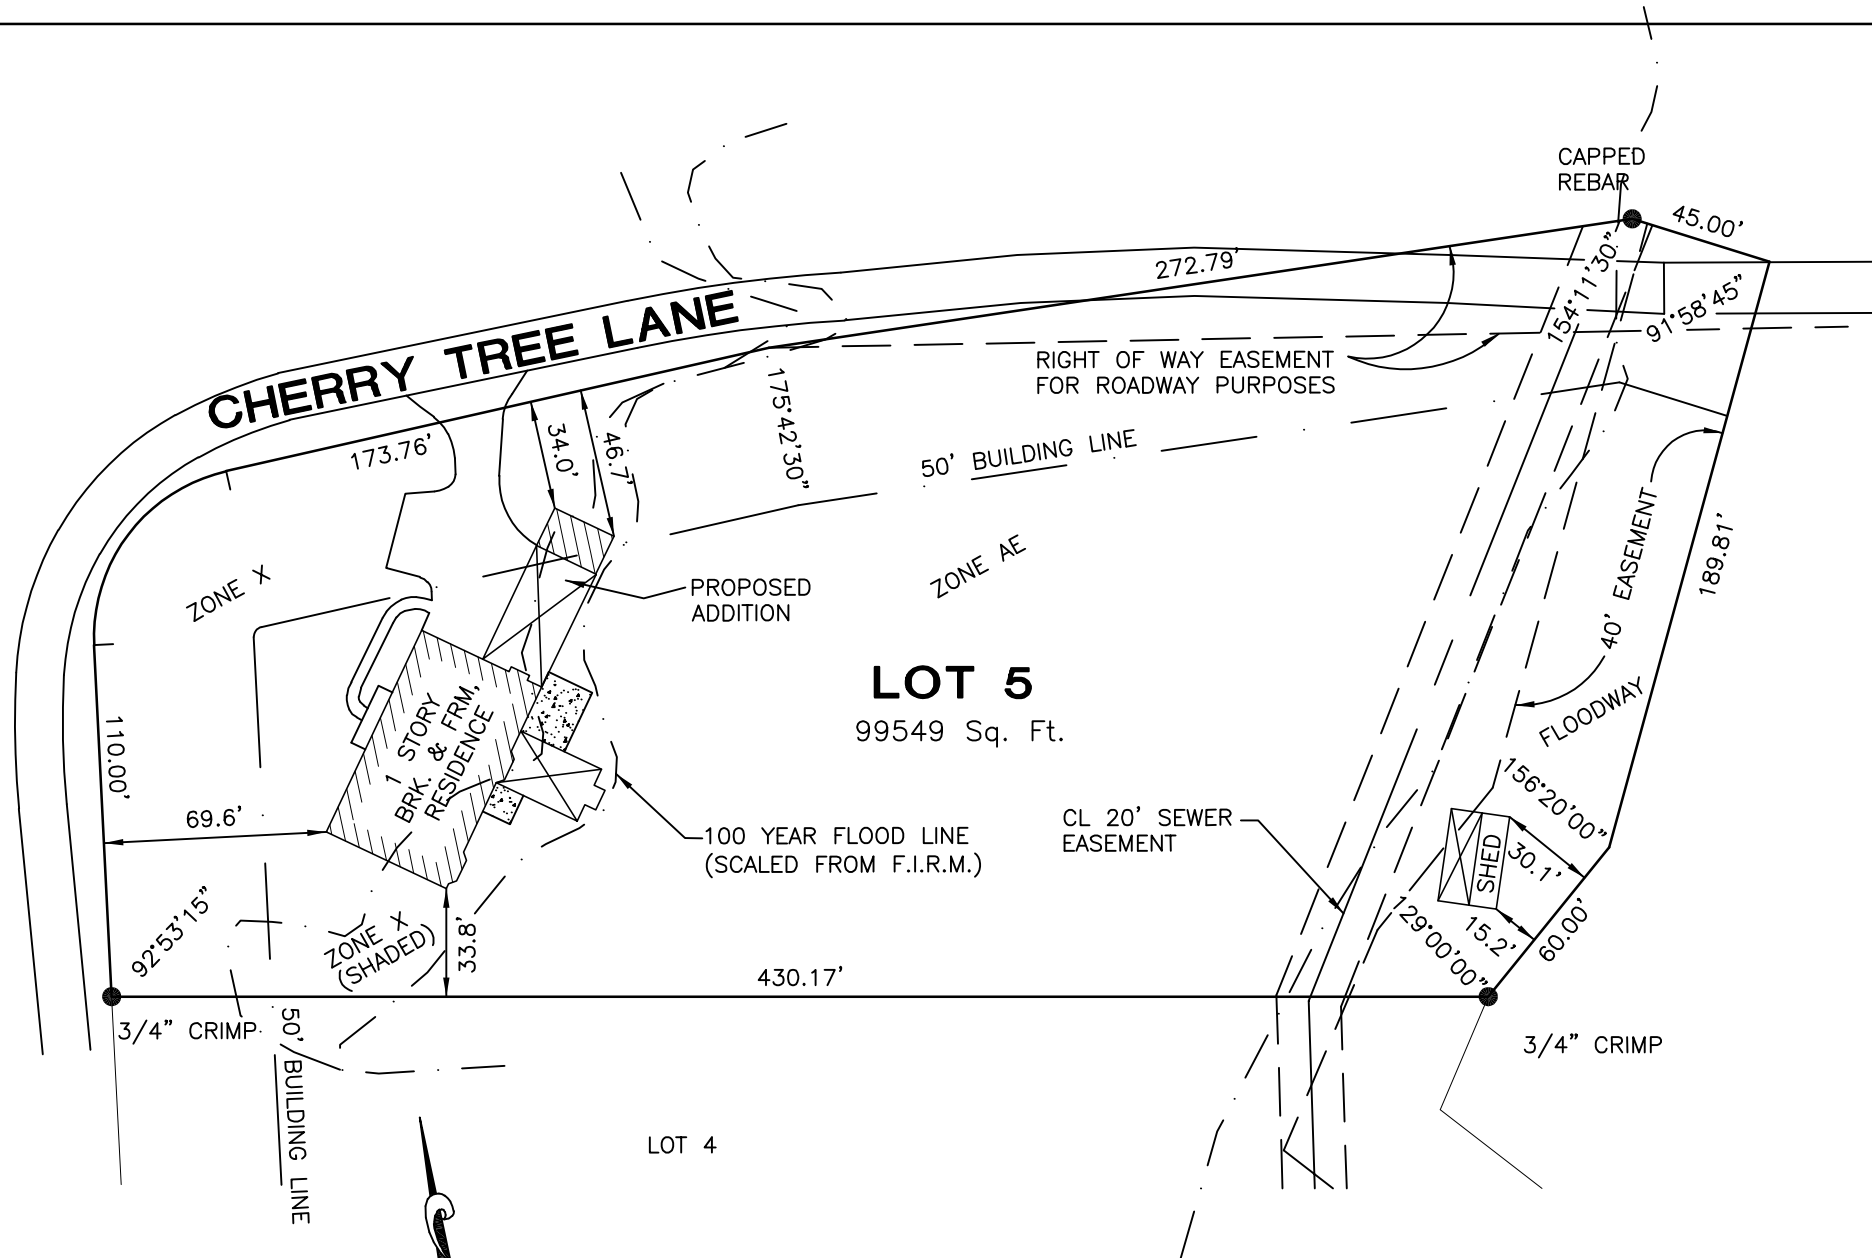 CAPPED
REBAR
45.00'
272.79'
CHERRY TREE LANE
154°11'30"
91°58'45"
RIGHT OF WAY EASEMENT
FOR ROADWAY PURPOSES
173.76'
34.0'
46.7'
175°42'30"
50' BUILDING LINE
40' EASEMENT
189.81'
ZONE X
ZONE AE
PROPOSED
ADDITION
LOT 5
99549 Sq. Ft.
FLOODWAY
110.00'
1 STORY
BRK. & FRM.
RESIDENCE
69.6'
100 YEAR FLOOD LINE
(SCALED FROM F.I.R.M.)
CL 20' SEWER
EASEMENT
156°20'00"
SHED
30.1'
15.2'
60.00'
129°00'00"
92°53'15"
ZONE X
(SHADED)
33.8'
430.17'
3/4" CRIMP
3/4" CRIMP
50' BUILDING LINE
LOT 4